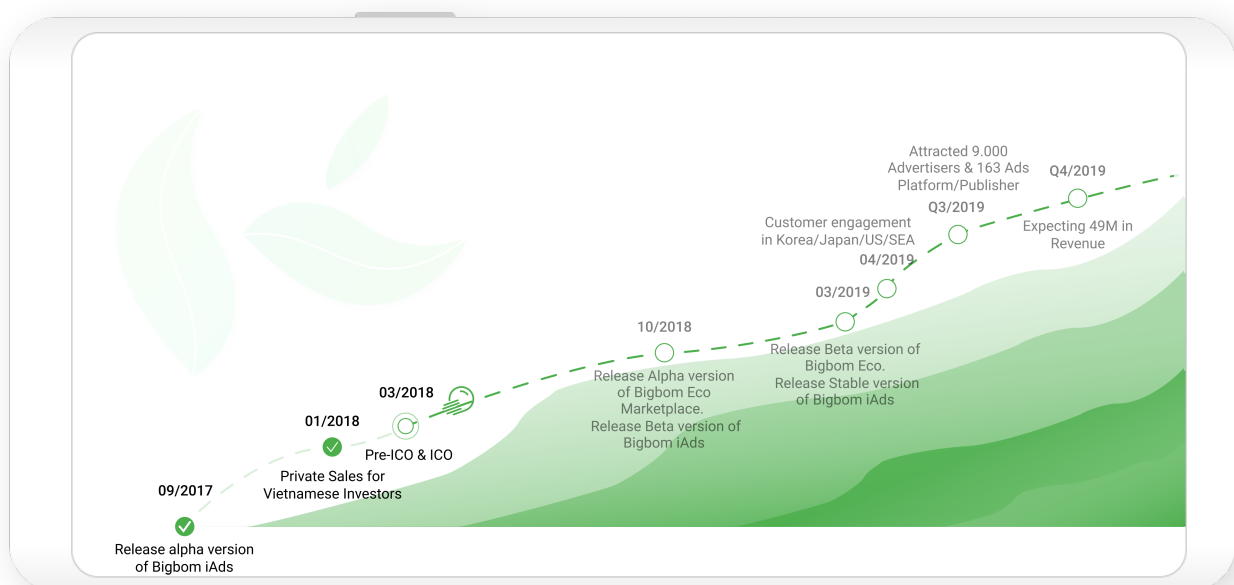 09/2017
Release alpha version
of Bigbom iAds
01/2018
Private Sales for
Vietnamese Investors
03/2018
Pre-ICO & ICO
10/2018
Release Alpha version
of Bigbom Eco
Marketplace.
Release Beta version of
Bigbom iAds
03/2019
Release Beta version of
Bigbom Eco.
Release Stable version
of Bigbom iAds
Customer engagement
in Korea/Japan/US/SEA
04/2019
Attracted 9.000
Advertisers & 163 Ads
Platform/Publisher
Q3/2019
Q4/2019
Expecting 49M in
Revenue